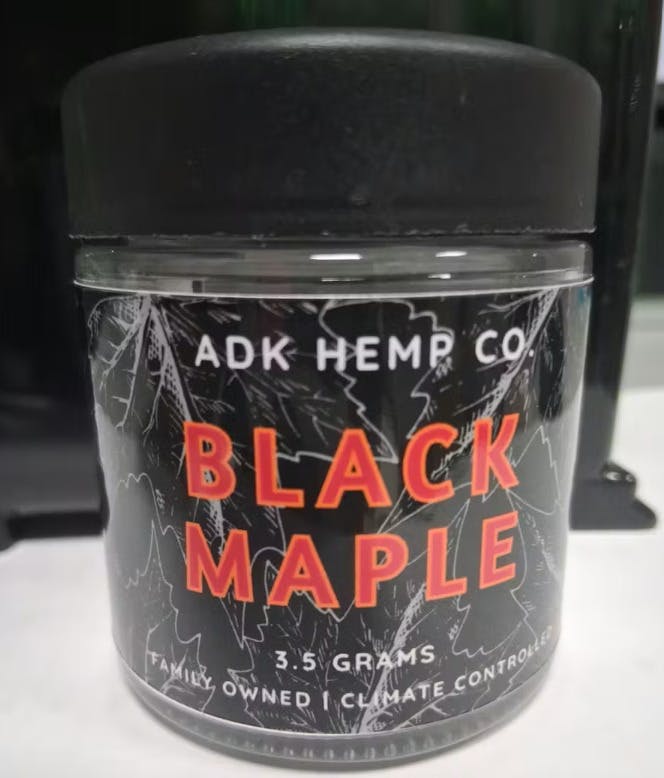 ADK HEMP CO.
BLACK
MAPLE
3.5 GRAMS
FAMILY OWNED | CLIMATE CONTROLLED